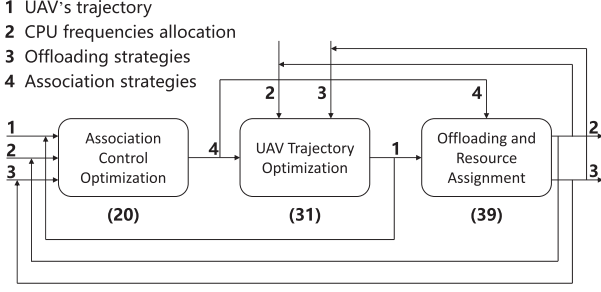 1 UAV's trajectory
2 CPU frequencies allocation
3 Offloading strategies
4 Association strategies
2
3
4
1
2
3
Association
Control
Optimization
4
UAV Trajectory
Optimization
1
Offloading and
Resource
Assignment
2
3
(20)
(31)
(39)